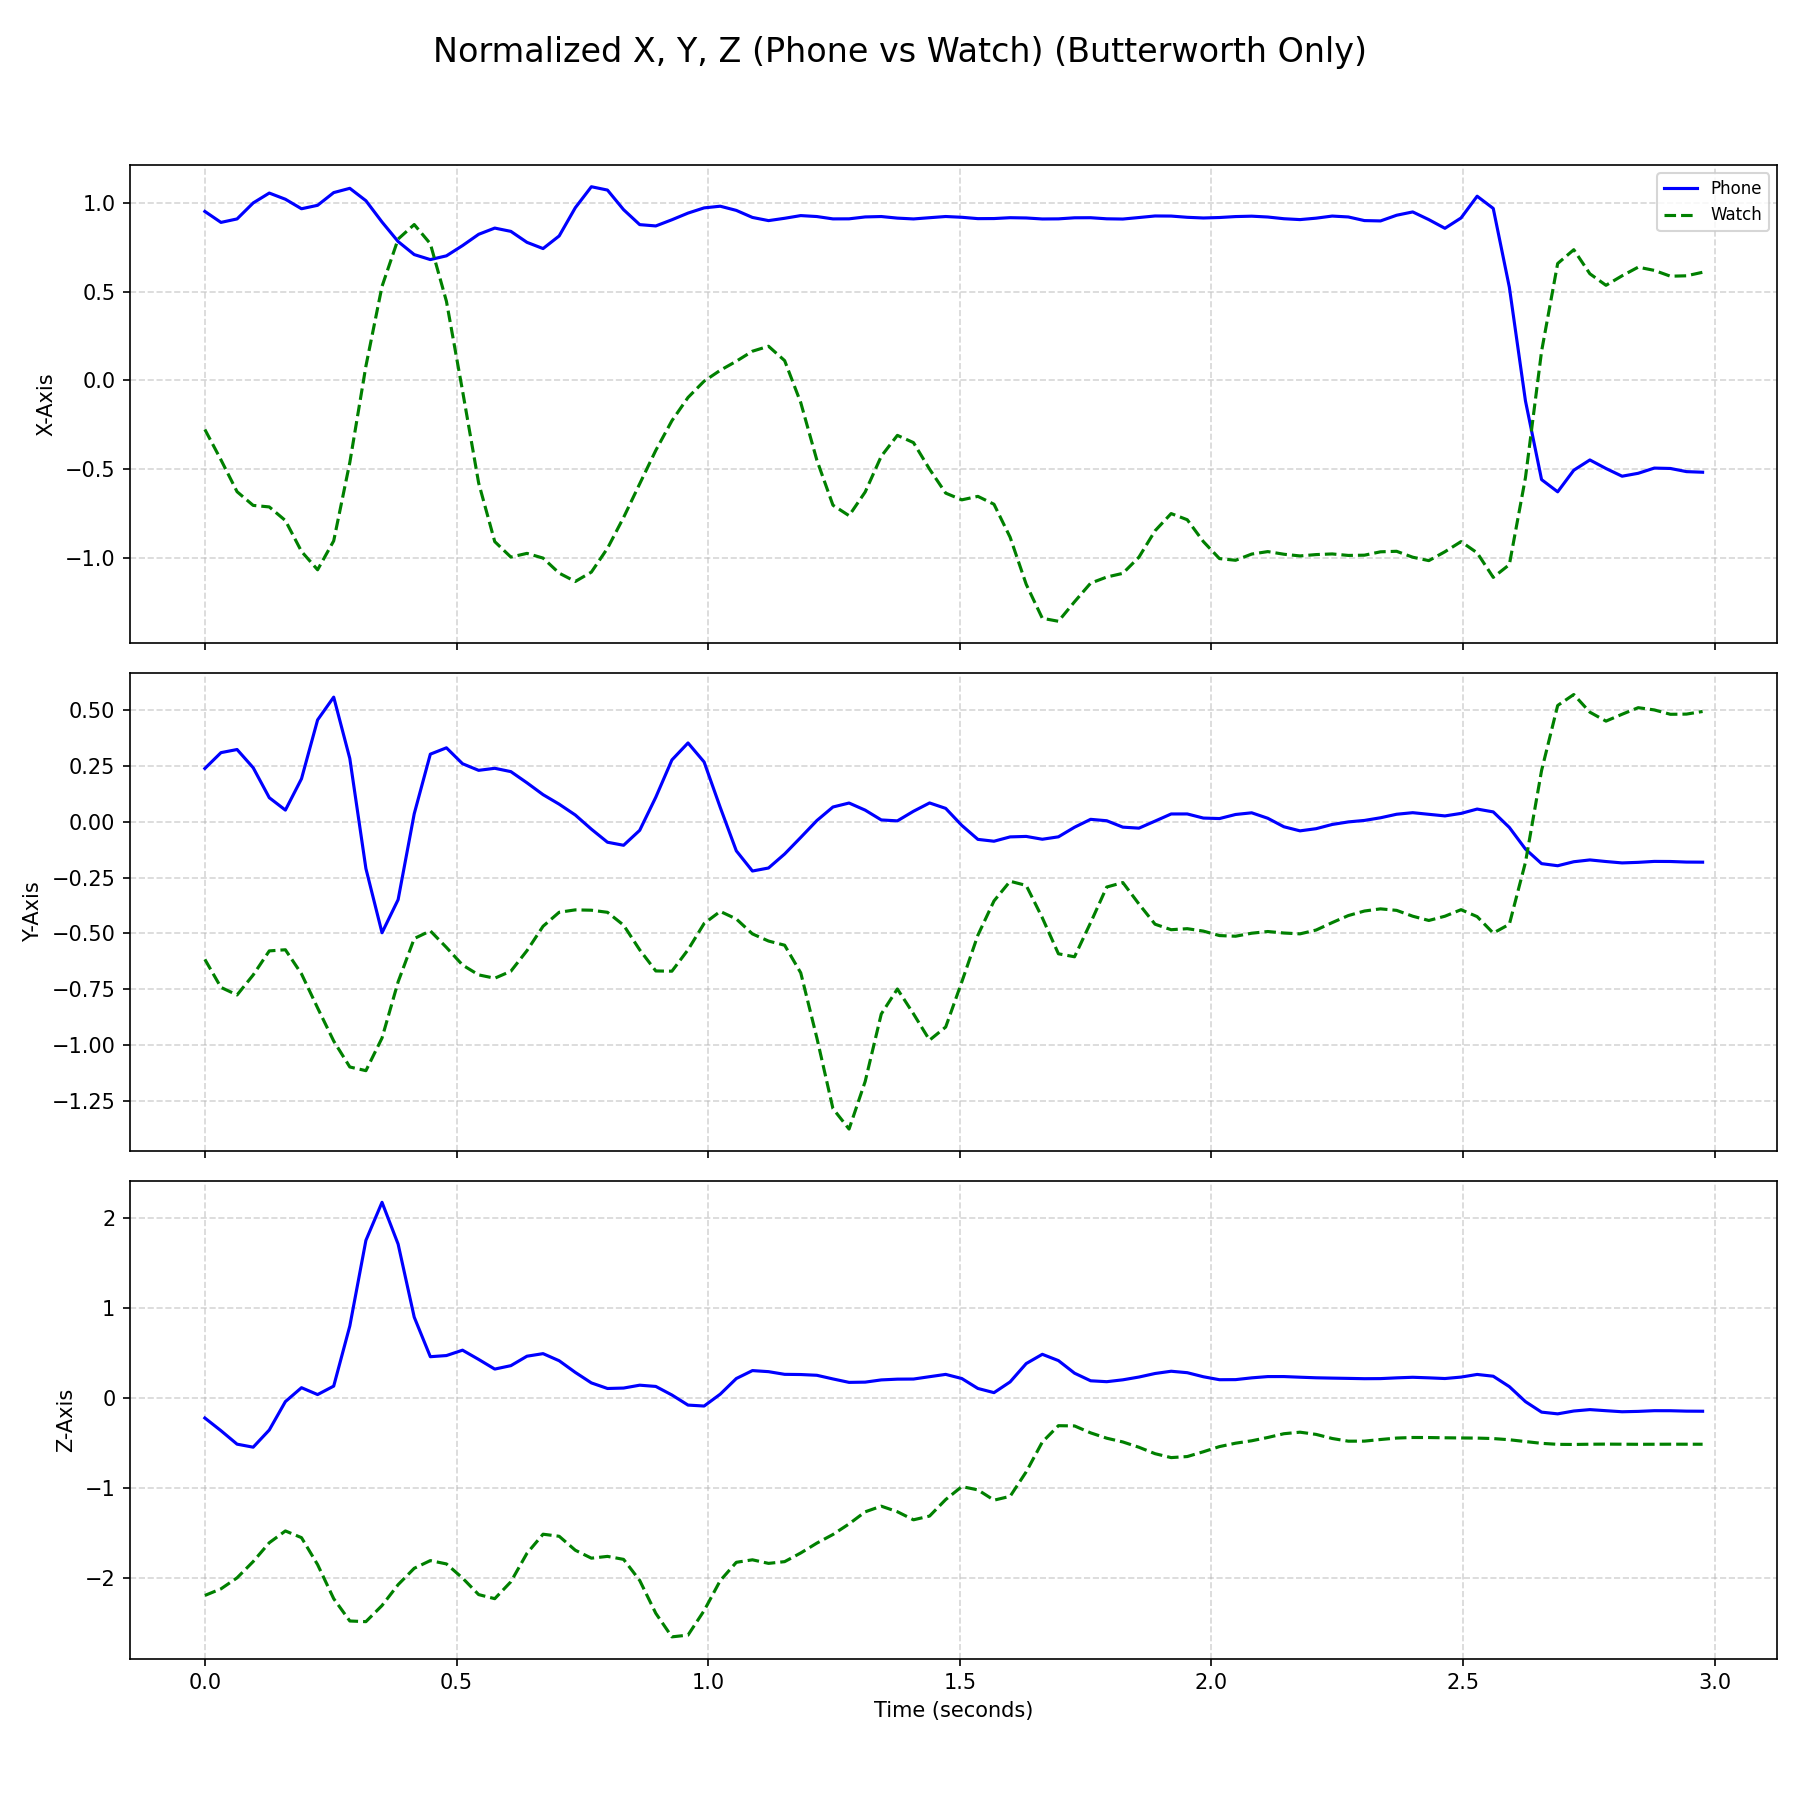 Normalized X, Y, Z (Phone vs Watch) (Butterworth Only)
Phone
Watch
X-Axis
1.0
0.5
0.0
−0.5
−1.0
Y-Axis
0.50
0.25
0.00
−0.25
−0.50
−0.75
−1.00
−1.25
Z-Axis
2
1
0
−1
−2
0.0 0.5 1.0 1.5 2.0 2.5 3.0
Time (seconds)